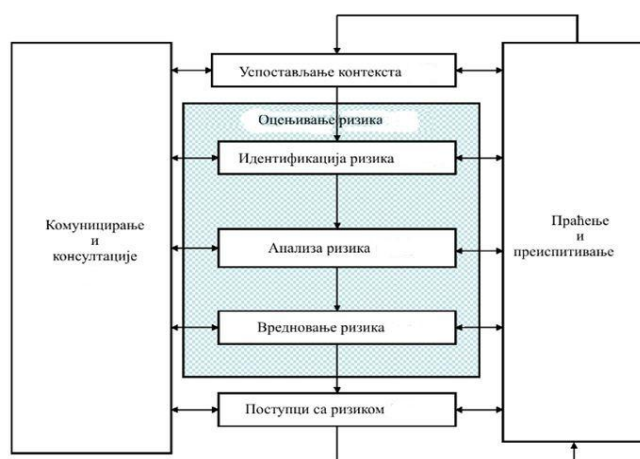 Успостављање контекста
Оцењивање ризика
Идентификација ризика
Комуницирање
и
консултације
Анализа ризика
Праћење
и
преиспитивање
Вредновање ризика
Поступци са ризиком